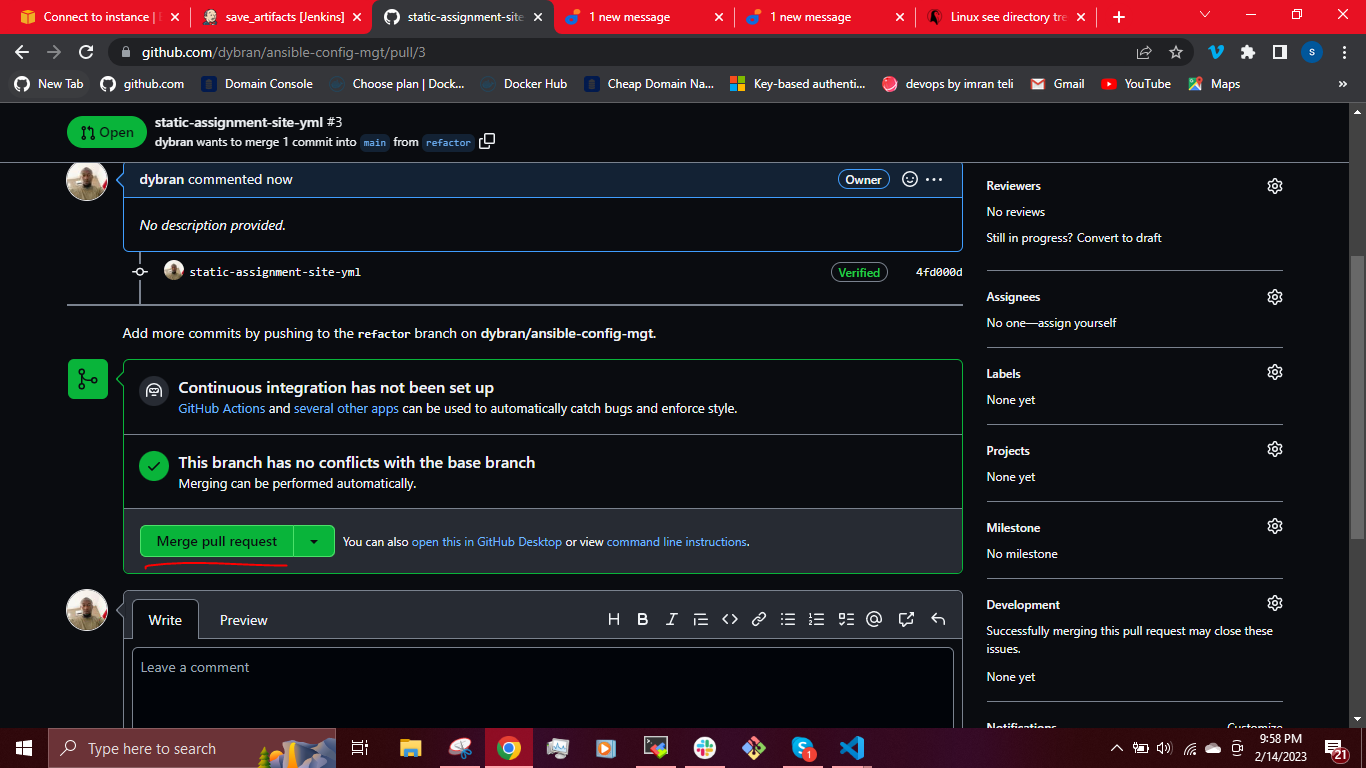 Connect to instance |
save_artifacts [Jenkins]
static-assignment-site
1 new message
1 new message
Linux see directory tre
github.com/dybran/ansible-config-mgt/pull/3
S
New Tab
github.com
Domain Console
Choose plan | Dock...
Docker Hub
Cheap Domain Na...
Key-based authenti...
devops by imran teli
Gmail
YouTube
Maps
»
Open
static-assignment-site-yml #3
dybran wants to merge 1 commit into main from refactor
dybran commented now
Owner
No description provided.
static-assignment-site-yml
Verified
4fd000d
Add more commits by pushing to the refactor branch on dybran/ansible-config-mgt.
Continuous integration has not been set up
GitHub Actions and several other apps can be used to automatically catch bugs and enforce style.
This branch has no conflicts with the base branch
Merging can be performed automatically.
Merge pull request
You can also open this in GitHub Desktop or view command line instructions.
Write
Preview
Leave a comment
Reviewers
No reviews
Still in progress? Convert to draft
Assignees
No one—assign yourself
Labels
None yet
Projects
None yet
Milestone
No milestone
Development
Successfully merging this pull request may close these
issues.
None yet
Notifications
Customize
Type here to search
1
9:58 PM
2/14/2023
21